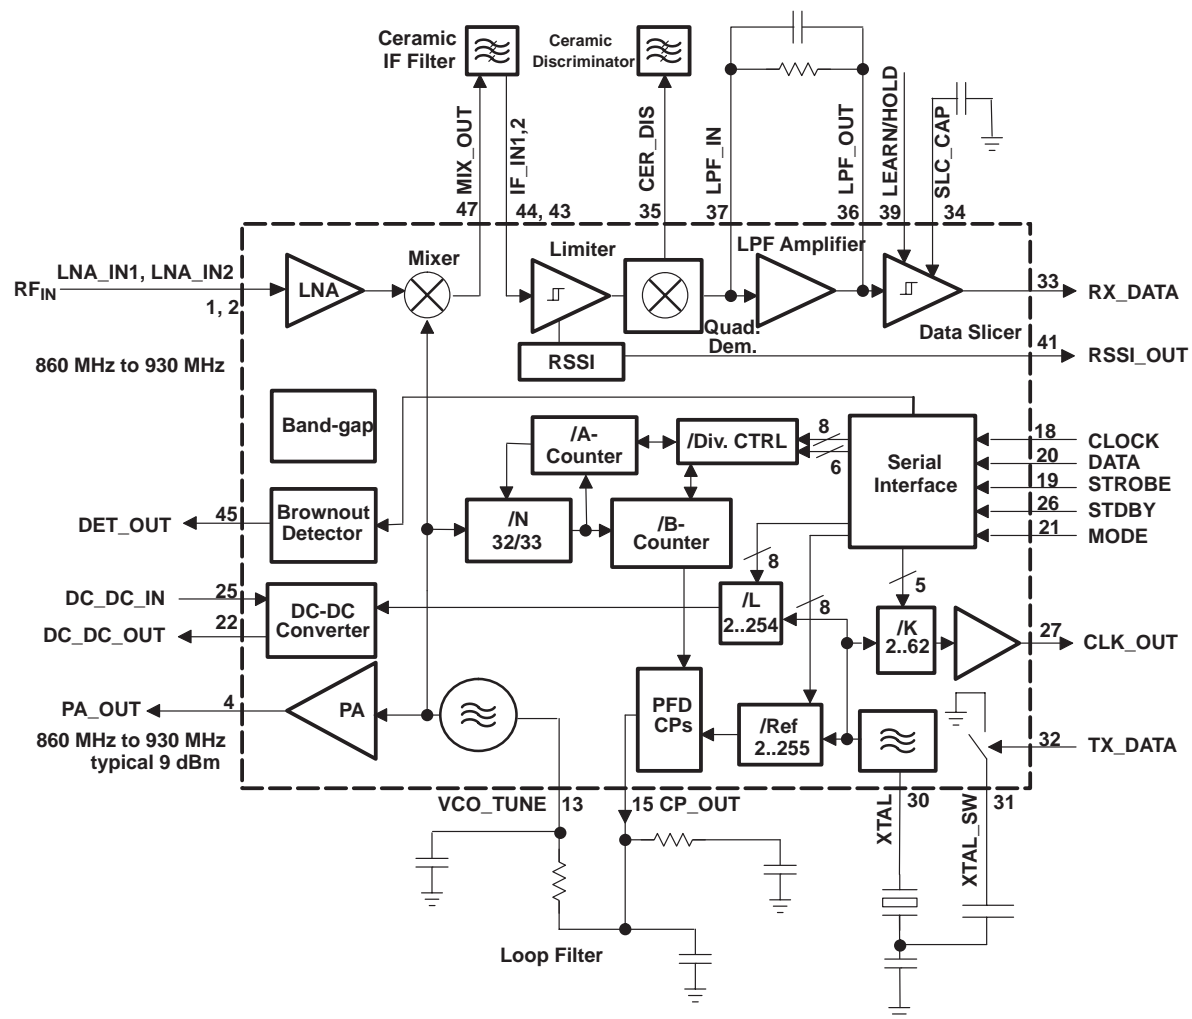 Ceramic
IF Filter
Ceramic
Discriminator
MIX_OUT
IF_IN1,2
CER_DIS
LPF_IN
LPF_OUT
LEARN/HOLD
SLC_CAP
47
44, 43
35
37
36
39
34
RFIN
LNA_IN1, LNA_IN2
1, 2
LNA
Mixer
Limiter
LPF Amplifier
Quad.
Dem.
Data Slicer
33
RX_DATA
RSSI
41
RSSI_OUT
860 MHz to 930 MHz
Band-gap
/A-
Counter
/Div. CTRL
8
6
Serial
Interface
18
CLOCK
20
DATA
19
STROBE
26
STDBY
21
MODE
DET_OUT
45
Brownout
Detector
/N
32/33
/B-
Counter
8
5
8
DC_DC_IN
25
DC_DC_OUT
22
DC-DC
Converter
/L
2..254
/K
2..62
27
CLK_OUT
PA_OUT
4
PA
860 MHz to 930 MHz
typical 9 dBm
PFD
CPs
/Ref
2..255
32
TX_DATA
VCO_TUNE
13
15
CP_OUT
XTAL
30
XTAL_SW
31
Loop Filter